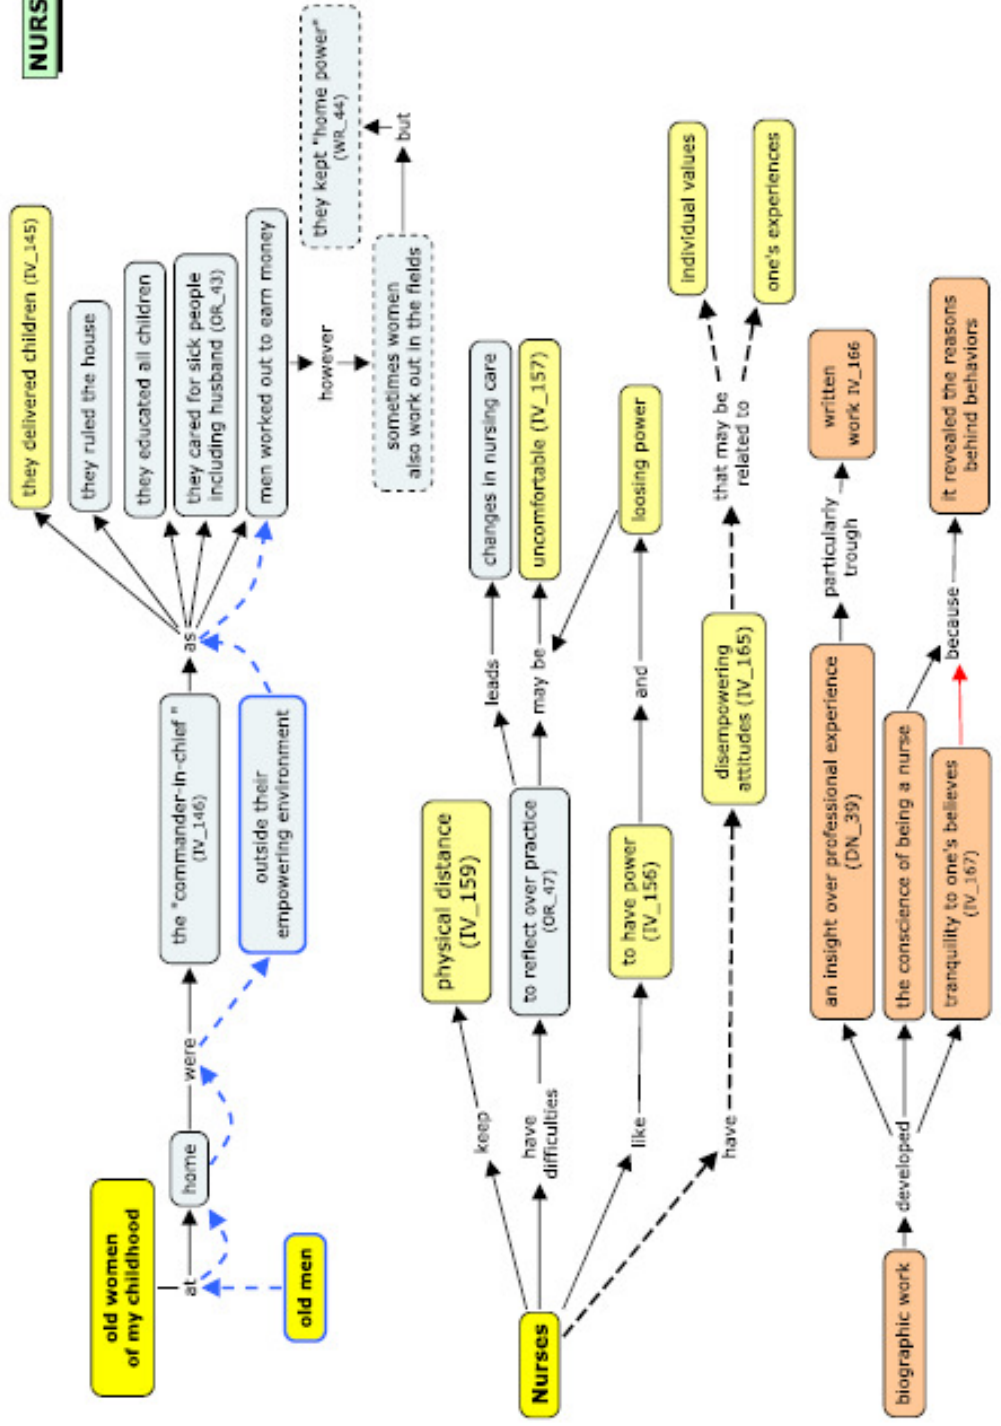 NURS
old women
of my childhood
at
home
were
the "commander-in-chief "
(IV_146)
as
they delivered children (IV_145)
they ruled the house
they educated all children
they cared for sick people
including husband (OR_43)
men worked out to earn money
however
sometimes women
also work out in the fields
but
they kept "home power"
(WR_44)
old men
outside their
empowering environment
Nurses
keep
physical distance
(IV_159)
have
difficulties
to reflect over practice
(OR_47)
leads
changes in nursing care
may be
uncomfortable (IV_157)
like
to have power
(IV_156)
and
loosing power
have
disempowering
attitudes (IV_165)
that may be
related to
individual values
one's experiences
biographic work
developed
an insight over professional experience
(DN_39)
particularly
trough
written
work IV_166
the conscience of being a nurse
tranquility to one's believes
(IV_167)
because
it revealed the reasons
behind behaviors